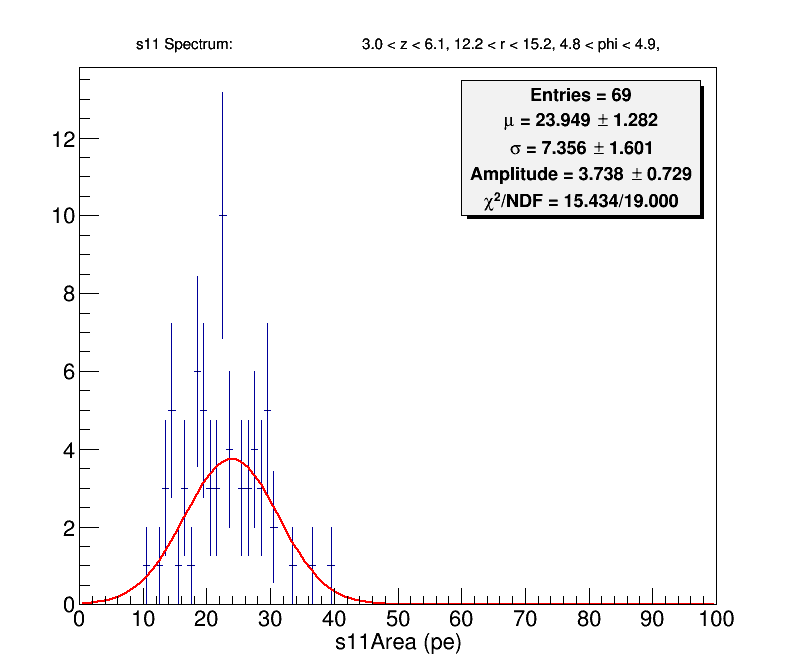 s11 Spectrum: 3.0 < z < 6.1, 12.2 < r < 15.2, 4.8 < phi < 4.9,
Entries = 69
μ = 23.949 ± 1.282
σ = 7.356 ± 1.601
Amplitude = 3.738 ± 0.729
χ²/NDF = 15.434/19.000
12
10
8
6
4
2
0
0 10 20 30 40 50 60 70 80 90 100
s11Area (pe)